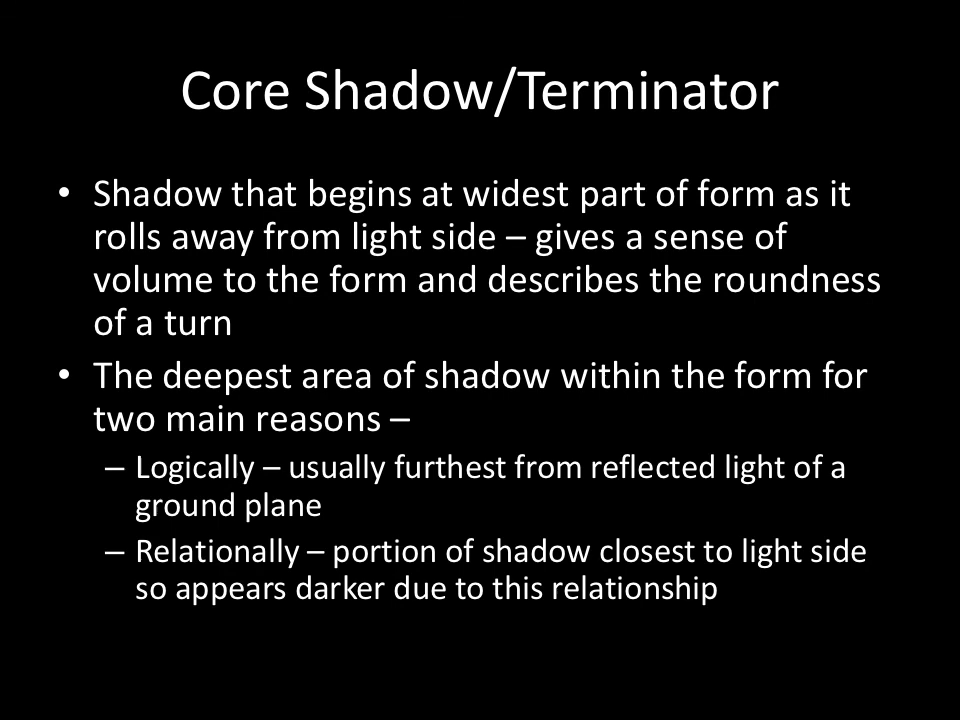 Core Shadow/Terminator
• Shadow that begins at widest part of form as it
rolls away from light side – gives a sense of
volume to the form and describes the roundness
of a turn
• The deepest area of shadow within the form for
two main reasons –
– Logically – usually furthest from reflected light of a
ground plane
– Relationally – portion of shadow closest to light side
so appears darker due to this relationship